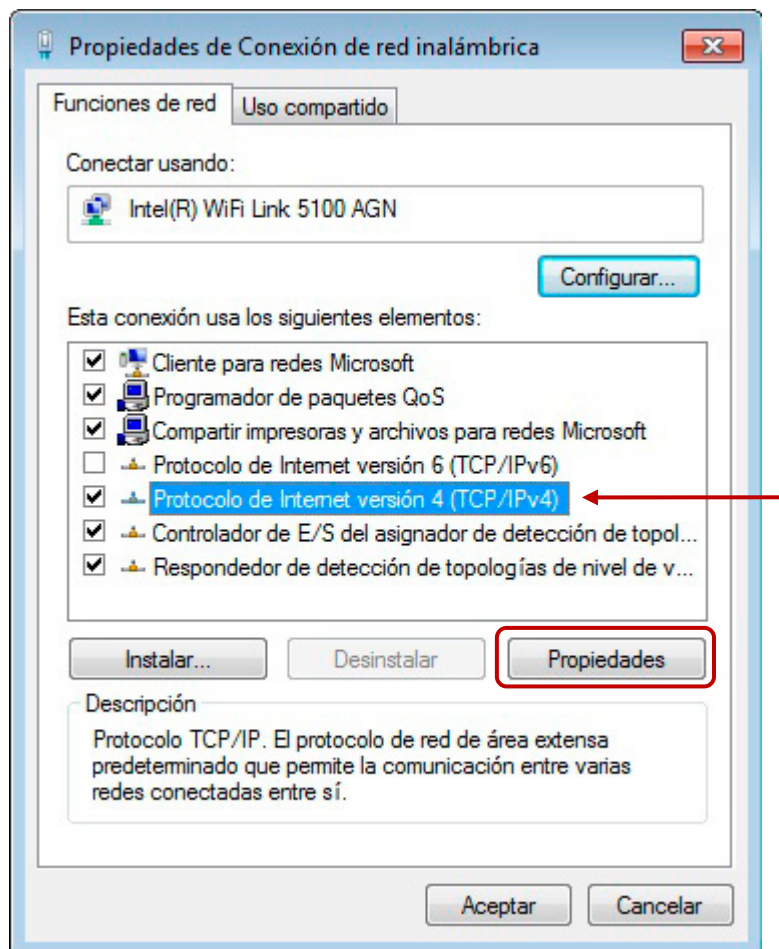 Propiedades de Conexión de red inalámbrica
Funciones de red
Uso compartido
Conectar usando:
Intel(R) WiFi Link 5100 AGN
Configurar...
Esta conexión usa los siguientes elementos:
Cliente para redes Microsoft
Programador de paquetes QoS
Compartir impresoras y archivos para redes Microsoft
Protocolo de Internet versión 6 (TCP/IPv6)
Protocolo de Internet versión 4 (TCP/IPv4)
Controlador de E/S del asignador de detección de topol...
Respondedor de detección de topologías de nivel de v...
Instalar...
Desinstalar
Propiedades
Descripción
Protocolo TCP/IP. El protocolo de red de área extensa
predeterminado que permite la comunicación entre varias
redes conectadas entre sí.
Aceptar
Cancelar